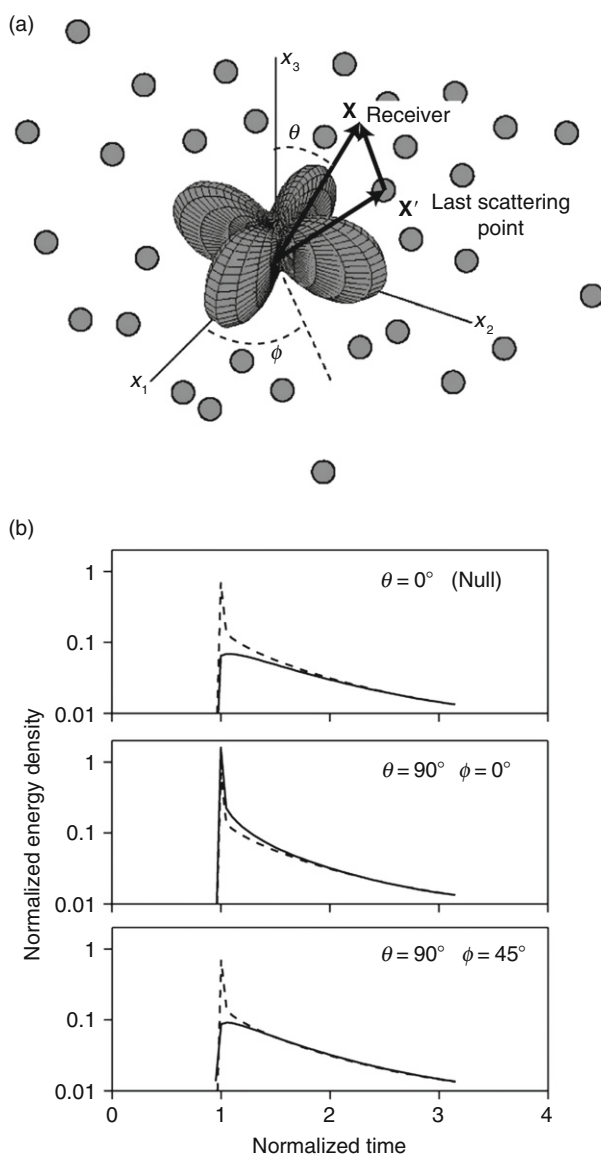 (a)
x3
θ
X Receiver
X′ Last scattering
point
x2
ϕ
x1
(b)
Normalized energy density
1
0.1
0.01
θ = 0° (Null)
1
0.1
0.01
θ = 90° ϕ = 0°
1
0.1
0.01
θ = 90° ϕ = 45°
0 1 2 3 4
Normalized time